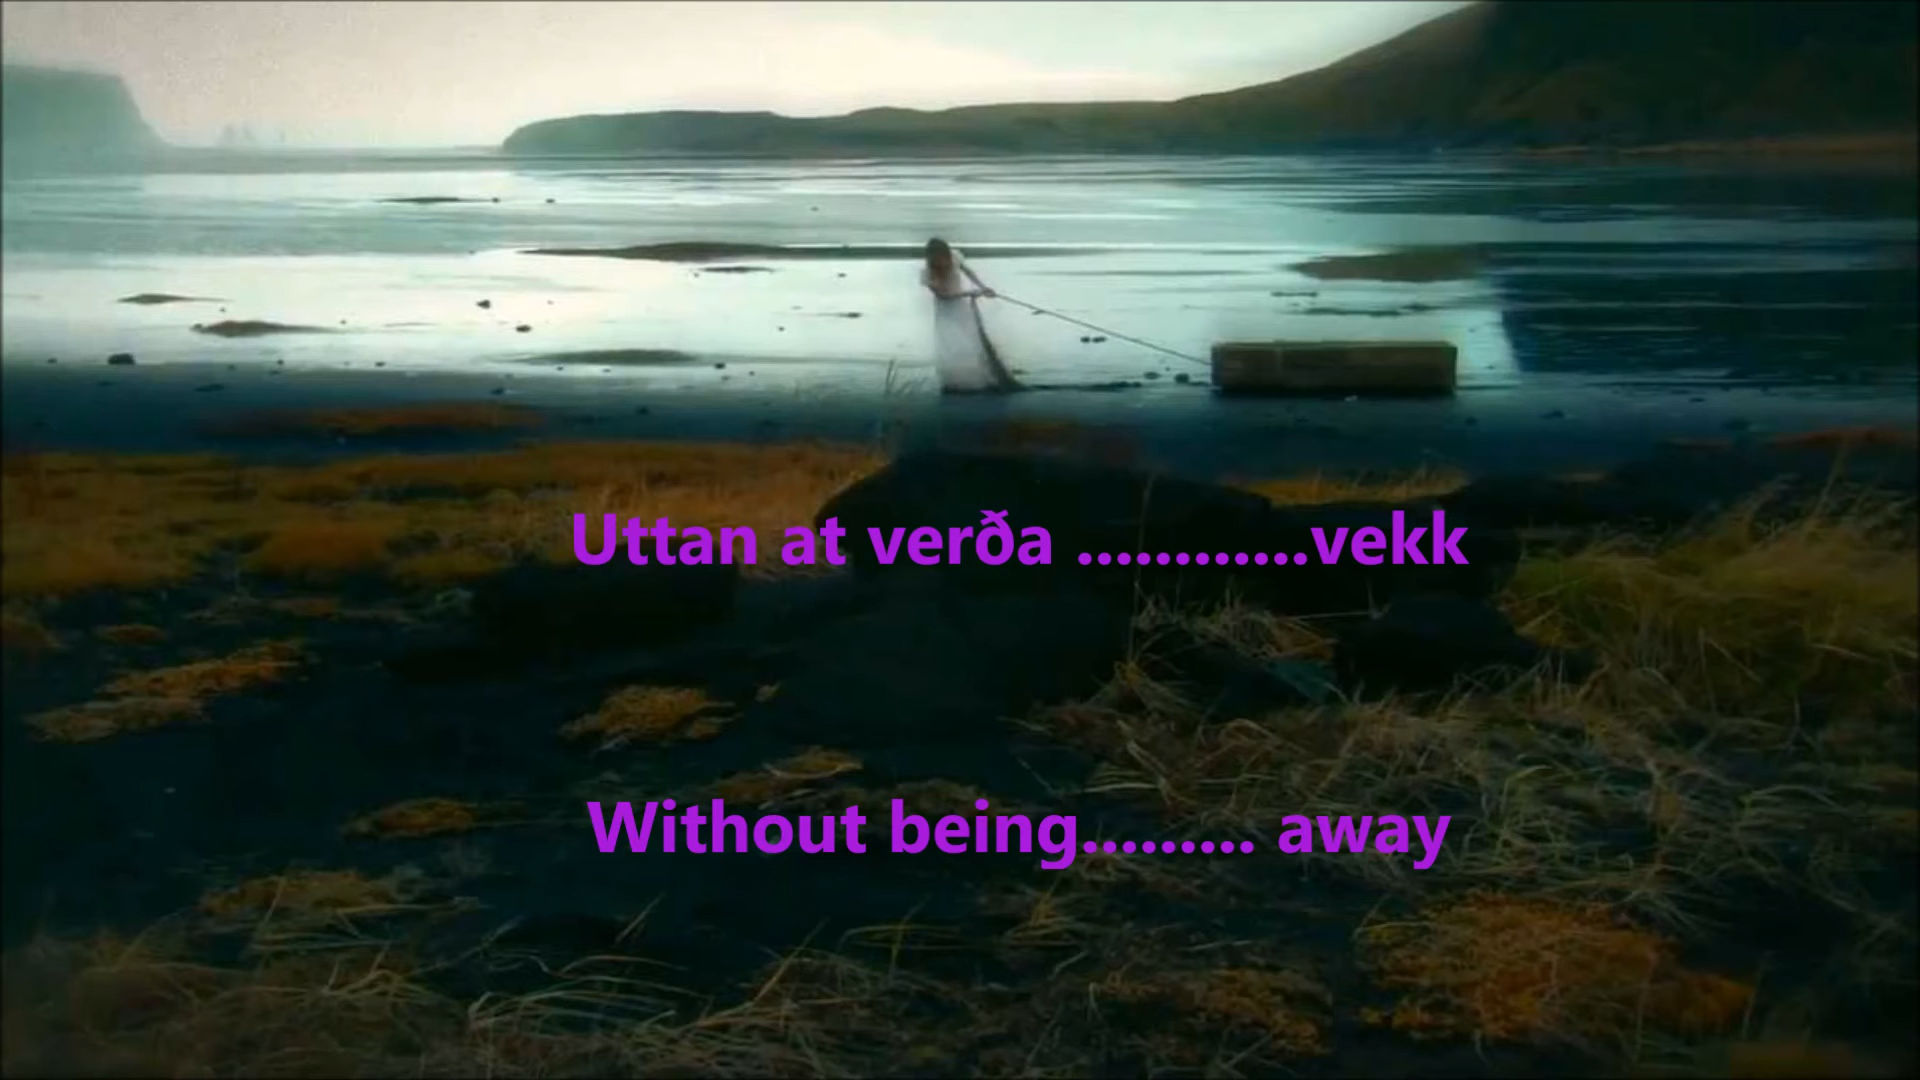 Uttan at verða ............vekk
Without being......... away